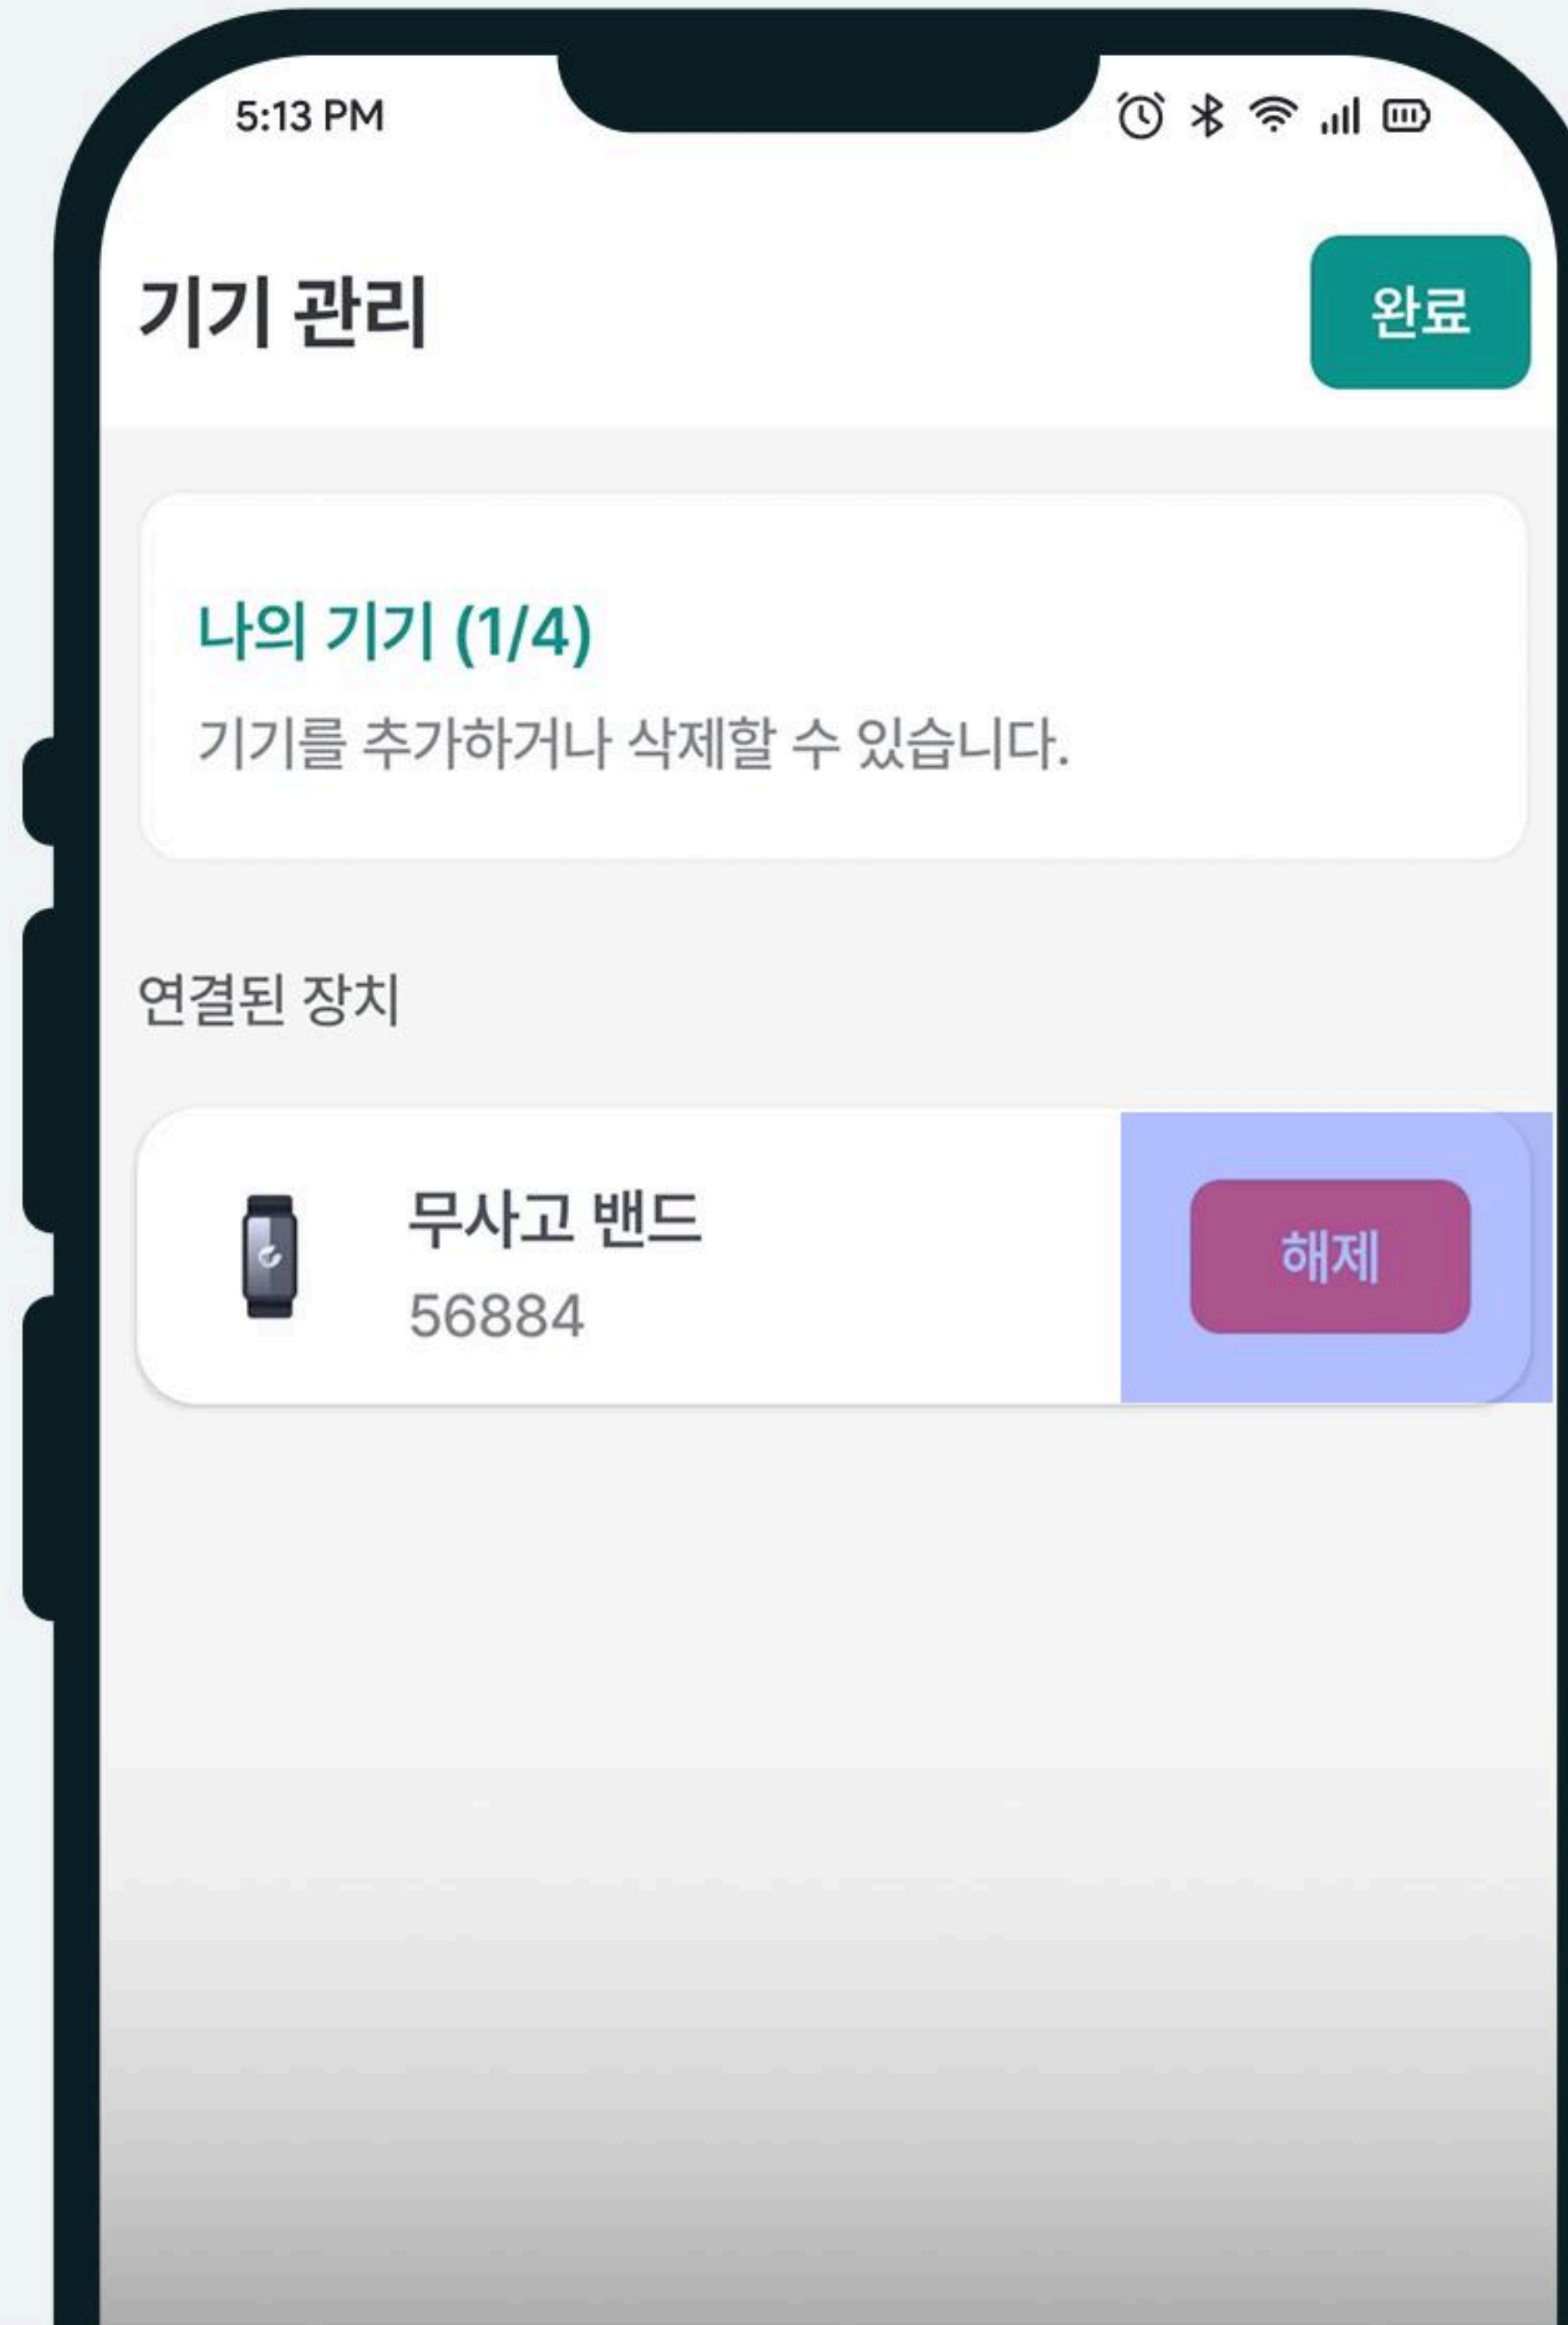 5:13 PM
기기 관리
완료
나의 기기 (1/4)
기기를 추가하거나 삭제할 수 있습니다.
연결된 장치
무사고 밴드
해제
56884